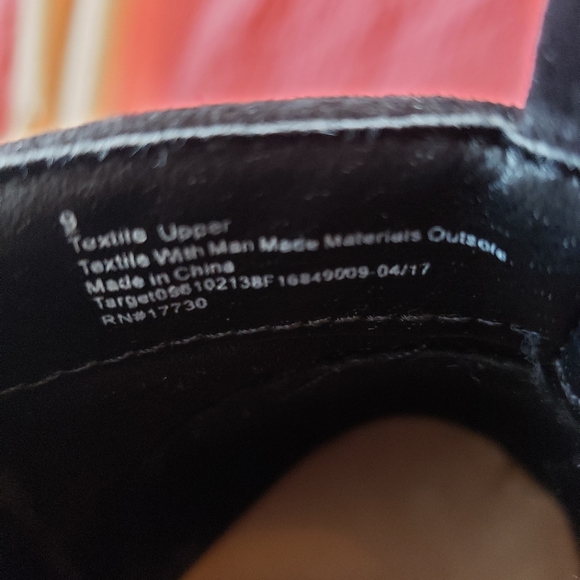 9
Textile Upper
Textile With Man Made Materials Outsole
Made in China
Target096102138F16849009-04/17
RN#17730